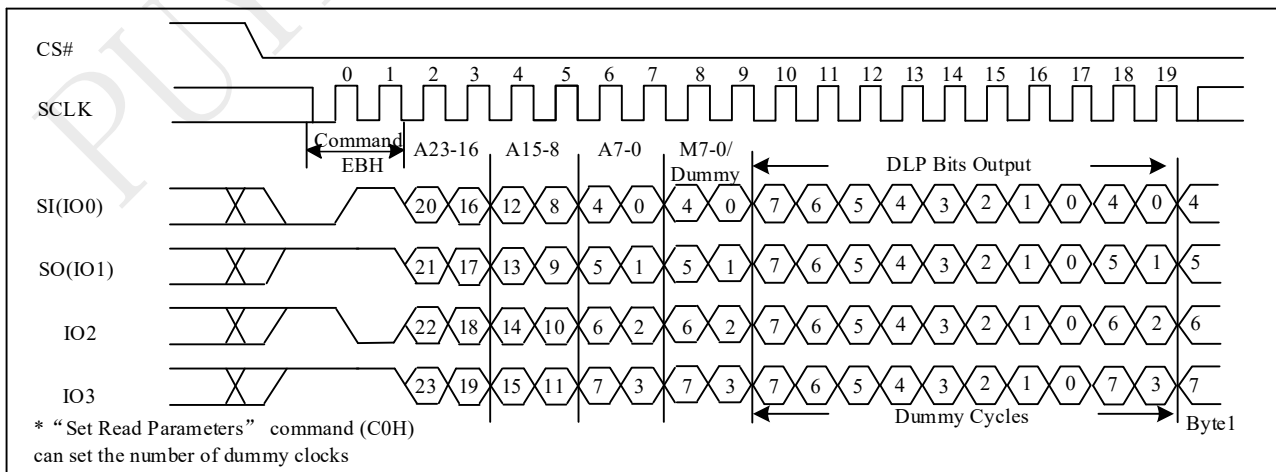 PUY
CS#
0 1 2 3 4 5 6 7 8 9 10 11 12 13 14 15 16 17 18 19
SCLK
Command
EBH
A23-16 A15-8 A7-0 M7-0/
Dummy
DLP Bits Output
SI(IO0) 20 16 12 8 4 0 4 0 7 6 5 4 3 2 1 0 4 0 4
SO(IO1) 21 17 13 9 5 1 5 1 7 6 5 4 3 2 1 0 5 1 5
IO2 22 18 14 10 6 2 6 2 7 6 5 4 3 2 1 0 6 2 6
IO3 23 19 15 11 7 3 7 3 7 6 5 4 3 2 1 0 7 3 7
Dummy Cycles
Byte1
* “Set Read Parameters” command (C0H)
can set the number of dummy clocks